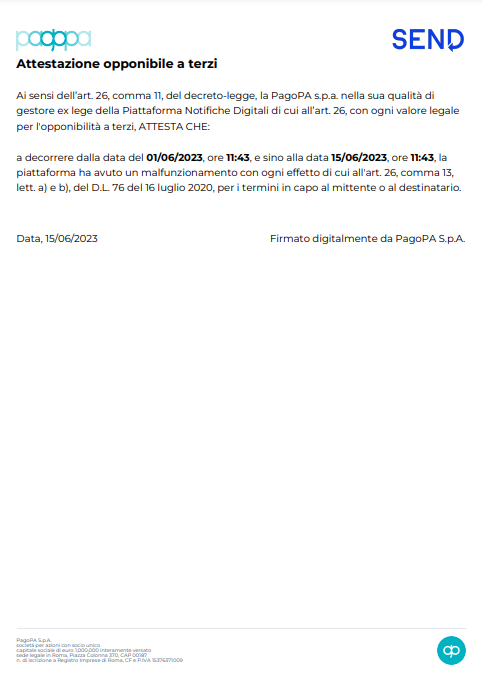 pagopa
SEND
Attestazione opponibile a terzi
Ai sensi dell'art. 26, comma 11, del decreto-legge, la PagoPA s.p.a. nella sua qualità di
gestore ex lege della Piattaforma Notifiche Digitali di cui all'art. 26, con ogni valore legale
per l'opponibilità a terzi, ATTESTA CHE:
a decorrere dalla data del 01/06/2023, ore 11:43, e sino alla data 15/06/2023, ore 11:43, la
piattaforma ha avuto un malfunzionamento con ogni effetto di cui all'art. 26, comma 13,
lett. a) e b), del D.L. 76 del 16 luglio 2020, per i termini in capo al mittente o al destinatario.
Data, 15/06/2023 Firmato digitalmente da PagoPA S.p.A.
PagoPA S.p.A.
società per azioni con socio unico
capitale sociale di euro 1,000,000 interamente versato
sede legale in Roma, Piazza Colonna 370, CAP 00187
n. di iscrizione a Registro Imprese di Roma, CF e P.IVA 15376371009